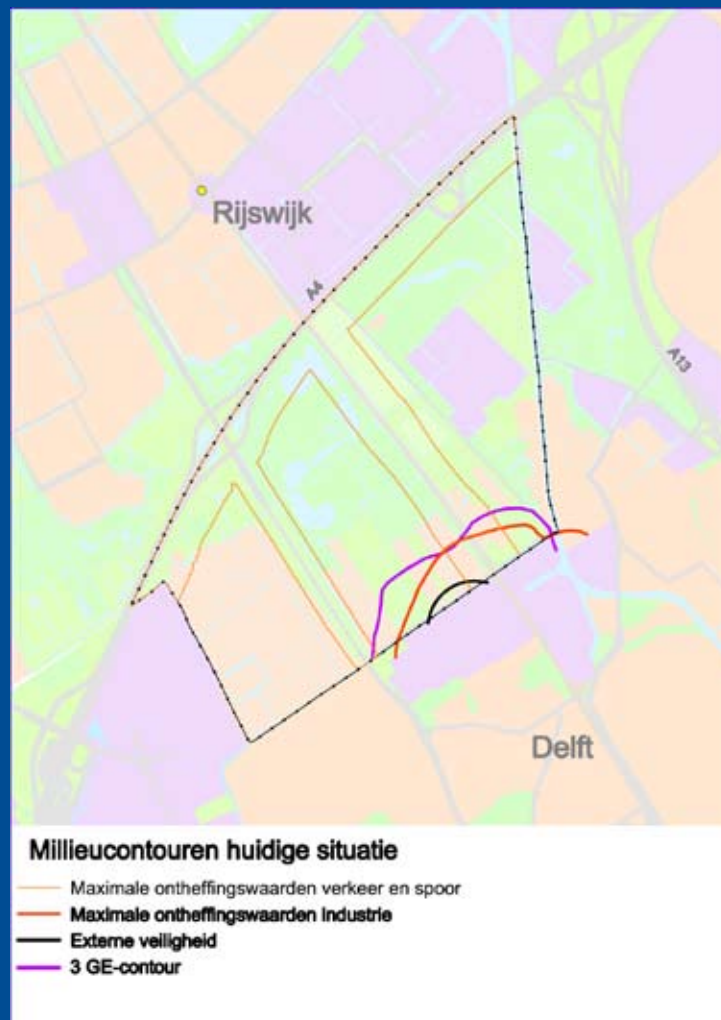 Rijswijk
A4
A13
Delft
Millieucontouren huidige situatie
Maximale ontheffingswaarden verkeer en spoor
Maximale ontheffingswaarden industrie
Externe veiligheid
3 GE-contour